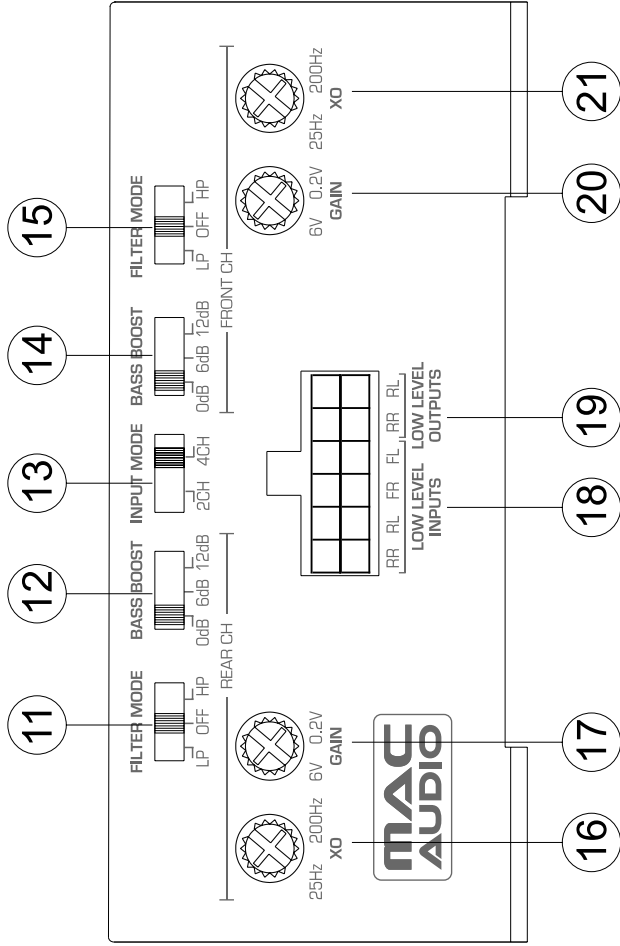 11
12
13
14
15
FILTER MODE
BASS BOOST
INPUT MODE
BASS BOOST
FILTER MODE
LP OFF HP
0dB 6dB 12dB
2CH 4CH
0dB 6dB 12dB
LP OFF HP
REAR CH
FRONT CH
25Hz 200Hz
XO
6V 0.2V
GAIN
6V 0.2V
GAIN
25Hz 200Hz
XO
RR RL FR FL RR RL
LOW LEVEL
INPUTS
LOW LEVEL
OUTPUTS
MAC
AUDIO
16
17
18
19
20
21